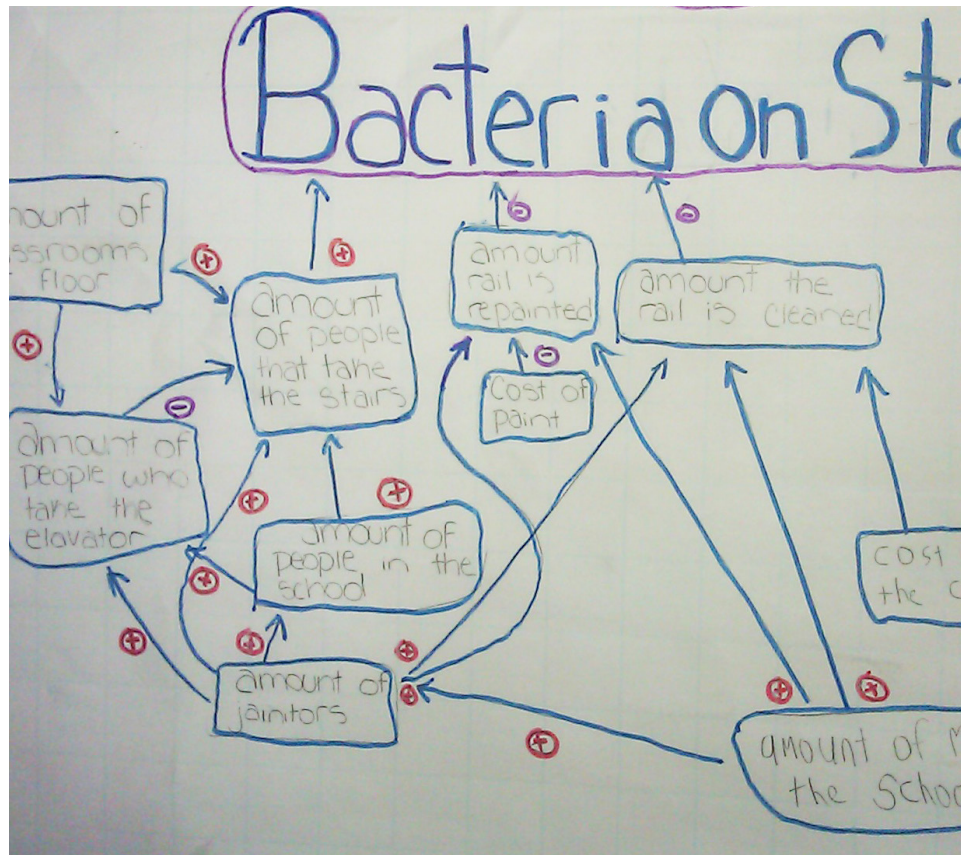 Bacteria on Sta
mount of
ssrooms
floor
amount
of people
that take
the stairs
amount
rail is
repainted
amount the
rail is cleaned
cost of
paint
amount of
people who
take the
elavator
amount of
people in the
school
cost
the c
amount of
jainitors
amount of M
the Schoo